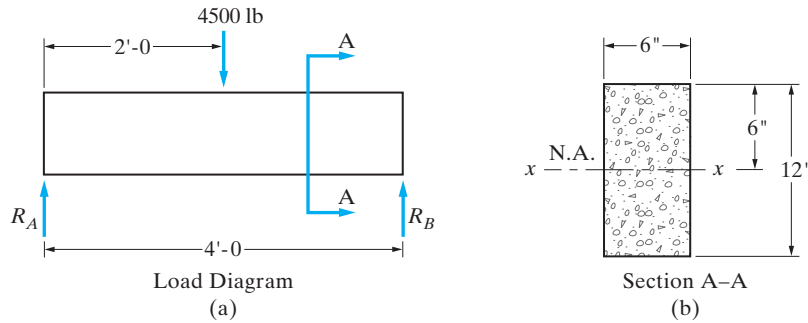 4500 lb
2'-0
A
A
R_A
R_B
4'-0
Load Diagram
(a)
6"
6"
N.A.
x
x
12'
Section A–A
(b)